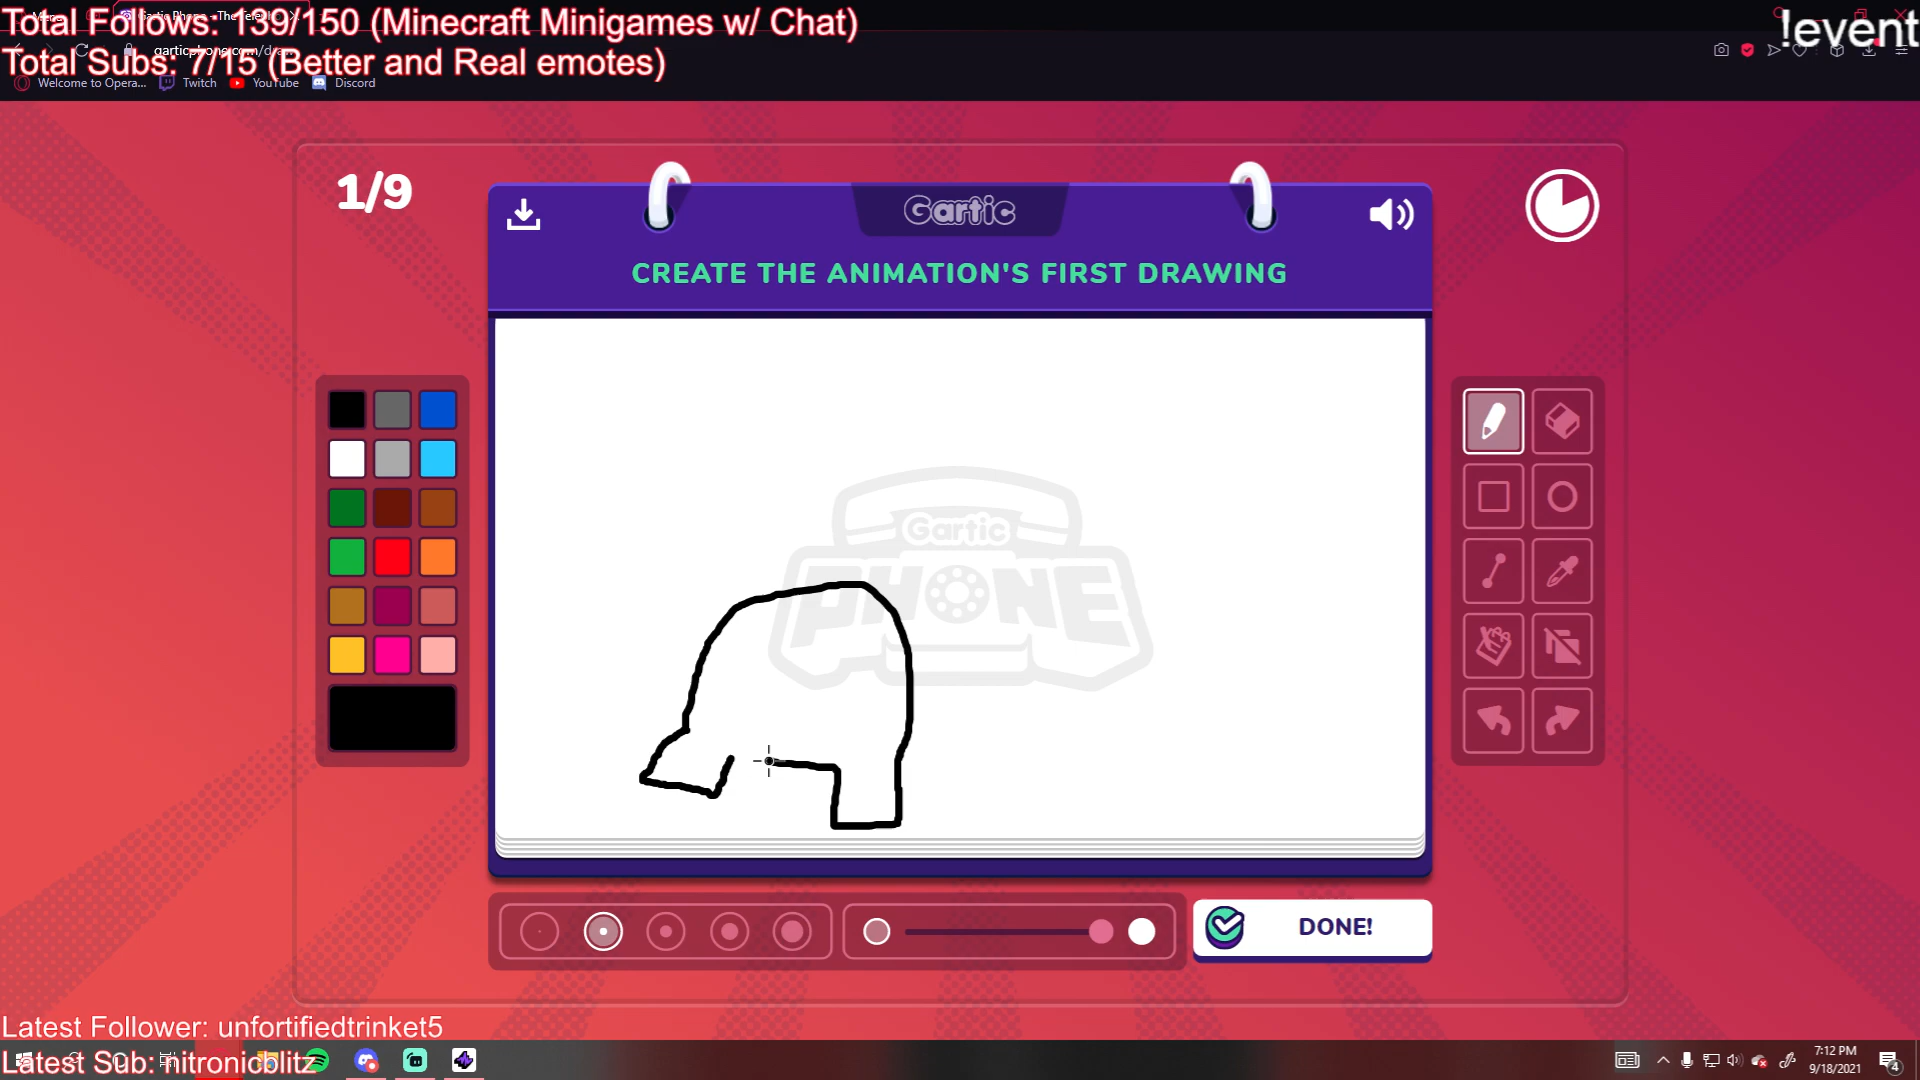 Total Follows: 139/150 (Minecraft Minigames w/ Chat)
!event
Total Subs: 7/15 (Better and Real emotes)
Welcome to Opera...
Twitch
YouTube
Discord
1/9
Gartic
CREATE THE ANIMATION'S FIRST DRAWING
Gartic
PHONE
DONE!
Latest Follower: unfortifiedtrinket5
Latest Sub: nitronicblitz
7:12 PM
9/18/2021
4